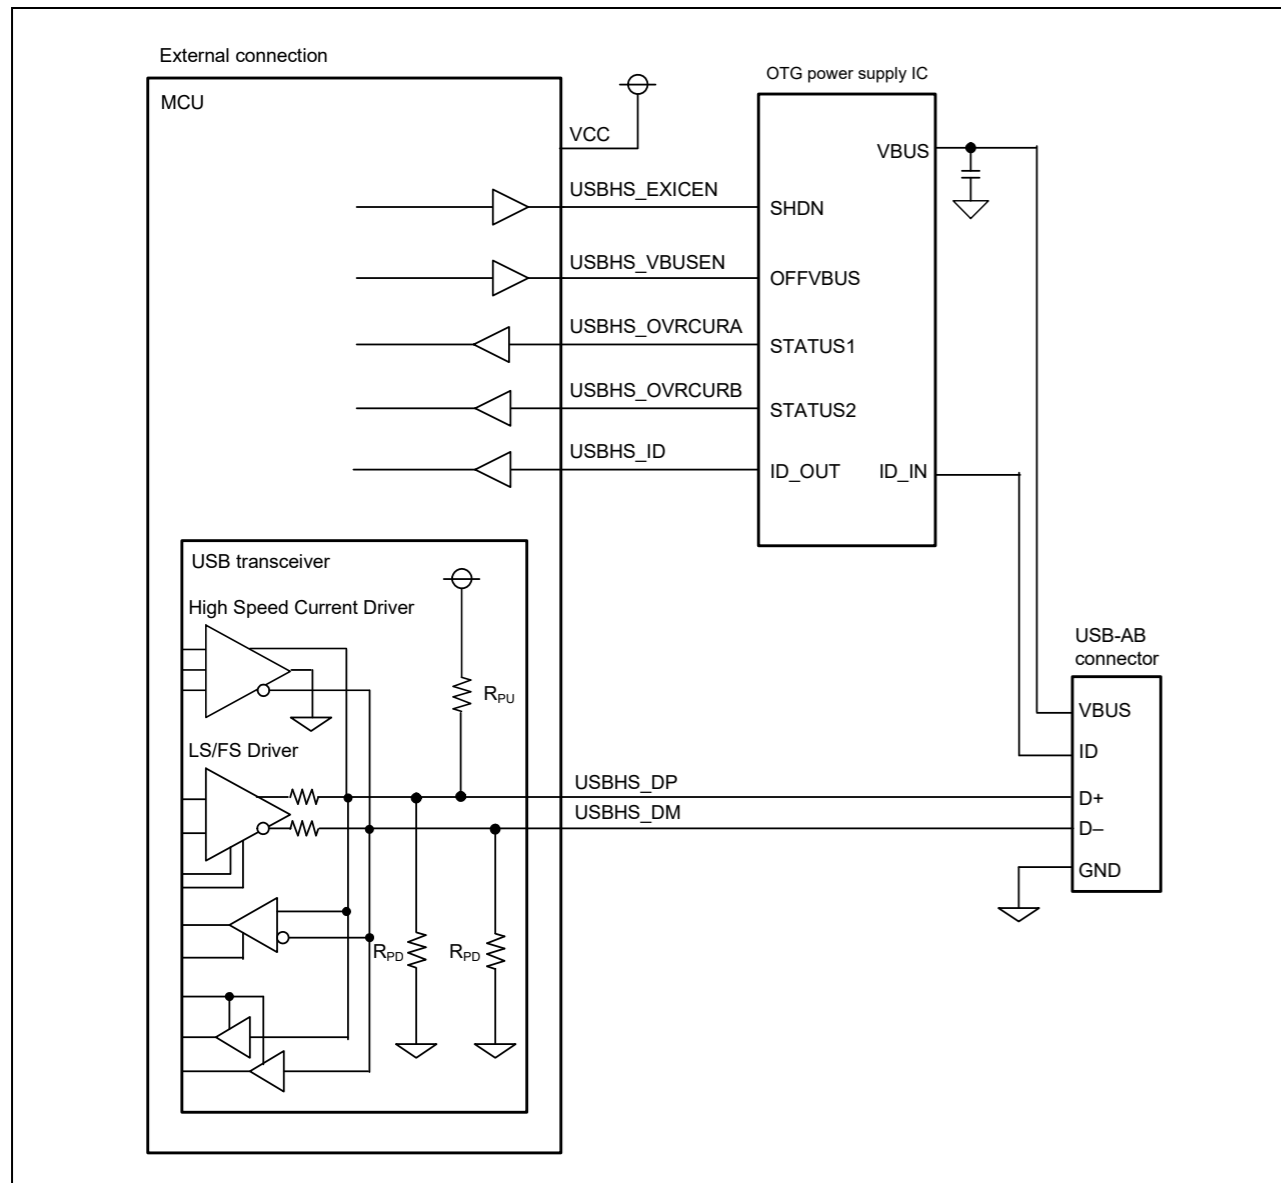 External connection
OTG power supply IC
MCU
VCC
VBUS
USBHS_EXICEN
SHDN
USBHS_VBUSEN
OFFVBUS
USBHS_OVRCURA
STATUS1
USBHS_OVRCURB
STATUS2
USBHS_ID
ID_OUT
ID_IN
USB transceiver
High Speed Current Driver
RPU
LS/FS Driver
USB-AB
connector
VBUS
ID
USBHS_DP
D+
USBHS_DM
D–
GND
RPD
RPD